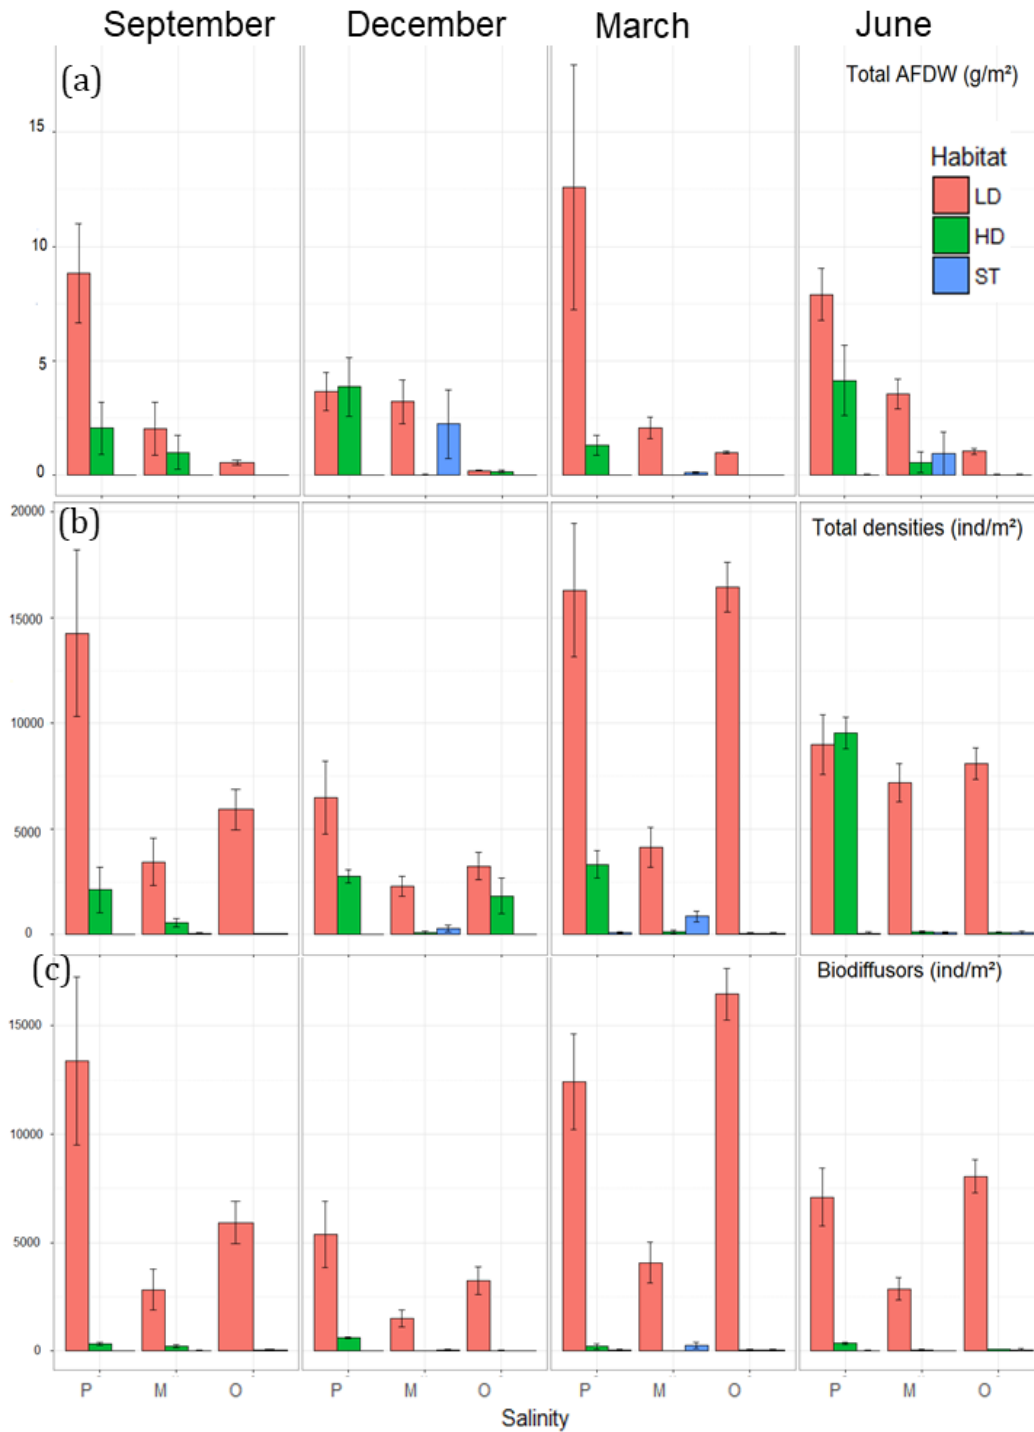 September December March June
(a)
Total AFDW (g/m²)
15
10
5
0
Habitat
LD
HD
ST
(b)
Total densities (ind/m²)
20000
15000
10000
5000
0
(c)
Biodiffusors (ind/m²)
15000
10000
5000
0
P M O P M O P M O P M O
Salinity